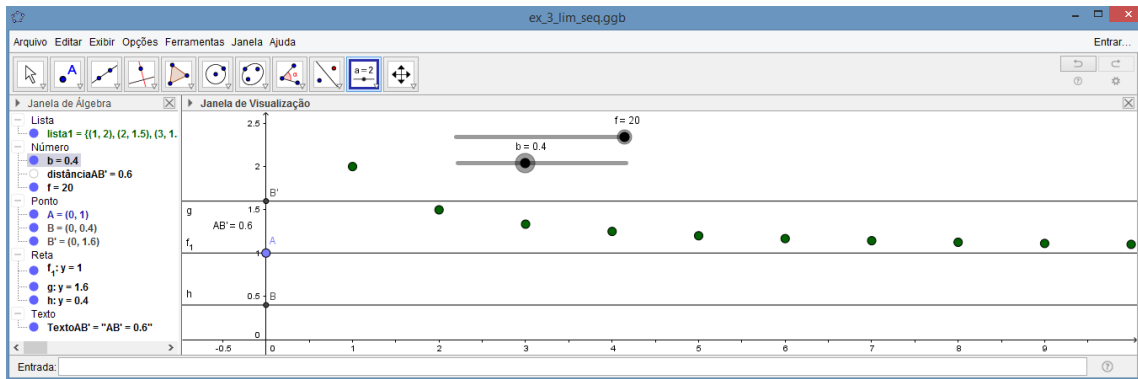 ex_3_lim_seq.ggb
Arquivo Editar Exibir Opções Ferramentas Janela Ajuda
Entrar...
A
a=2
Janela de Álgebra
Janela de Visualização
Lista
lista1 = {(1, 2), (2, 1.5), (3, 1.
Número
b = 0.4
distânciaAB' = 0.6
f = 20
Ponto
A = (0, 1)
B = (0, 0.4)
B' = (0, 1.6)
Reta
f₁: y = 1
g: y = 1.6
h: y = 0.4
Texto
TextoAB' = "AB' = 0.6"
f = 20
b = 0.4
2.5
2
B'
g
1.5
AB' = 0.6
f₁
A
1
h
0.5
B
0
-0.5 0 1 2 3 4 5 6 7 8 9
Entrada: